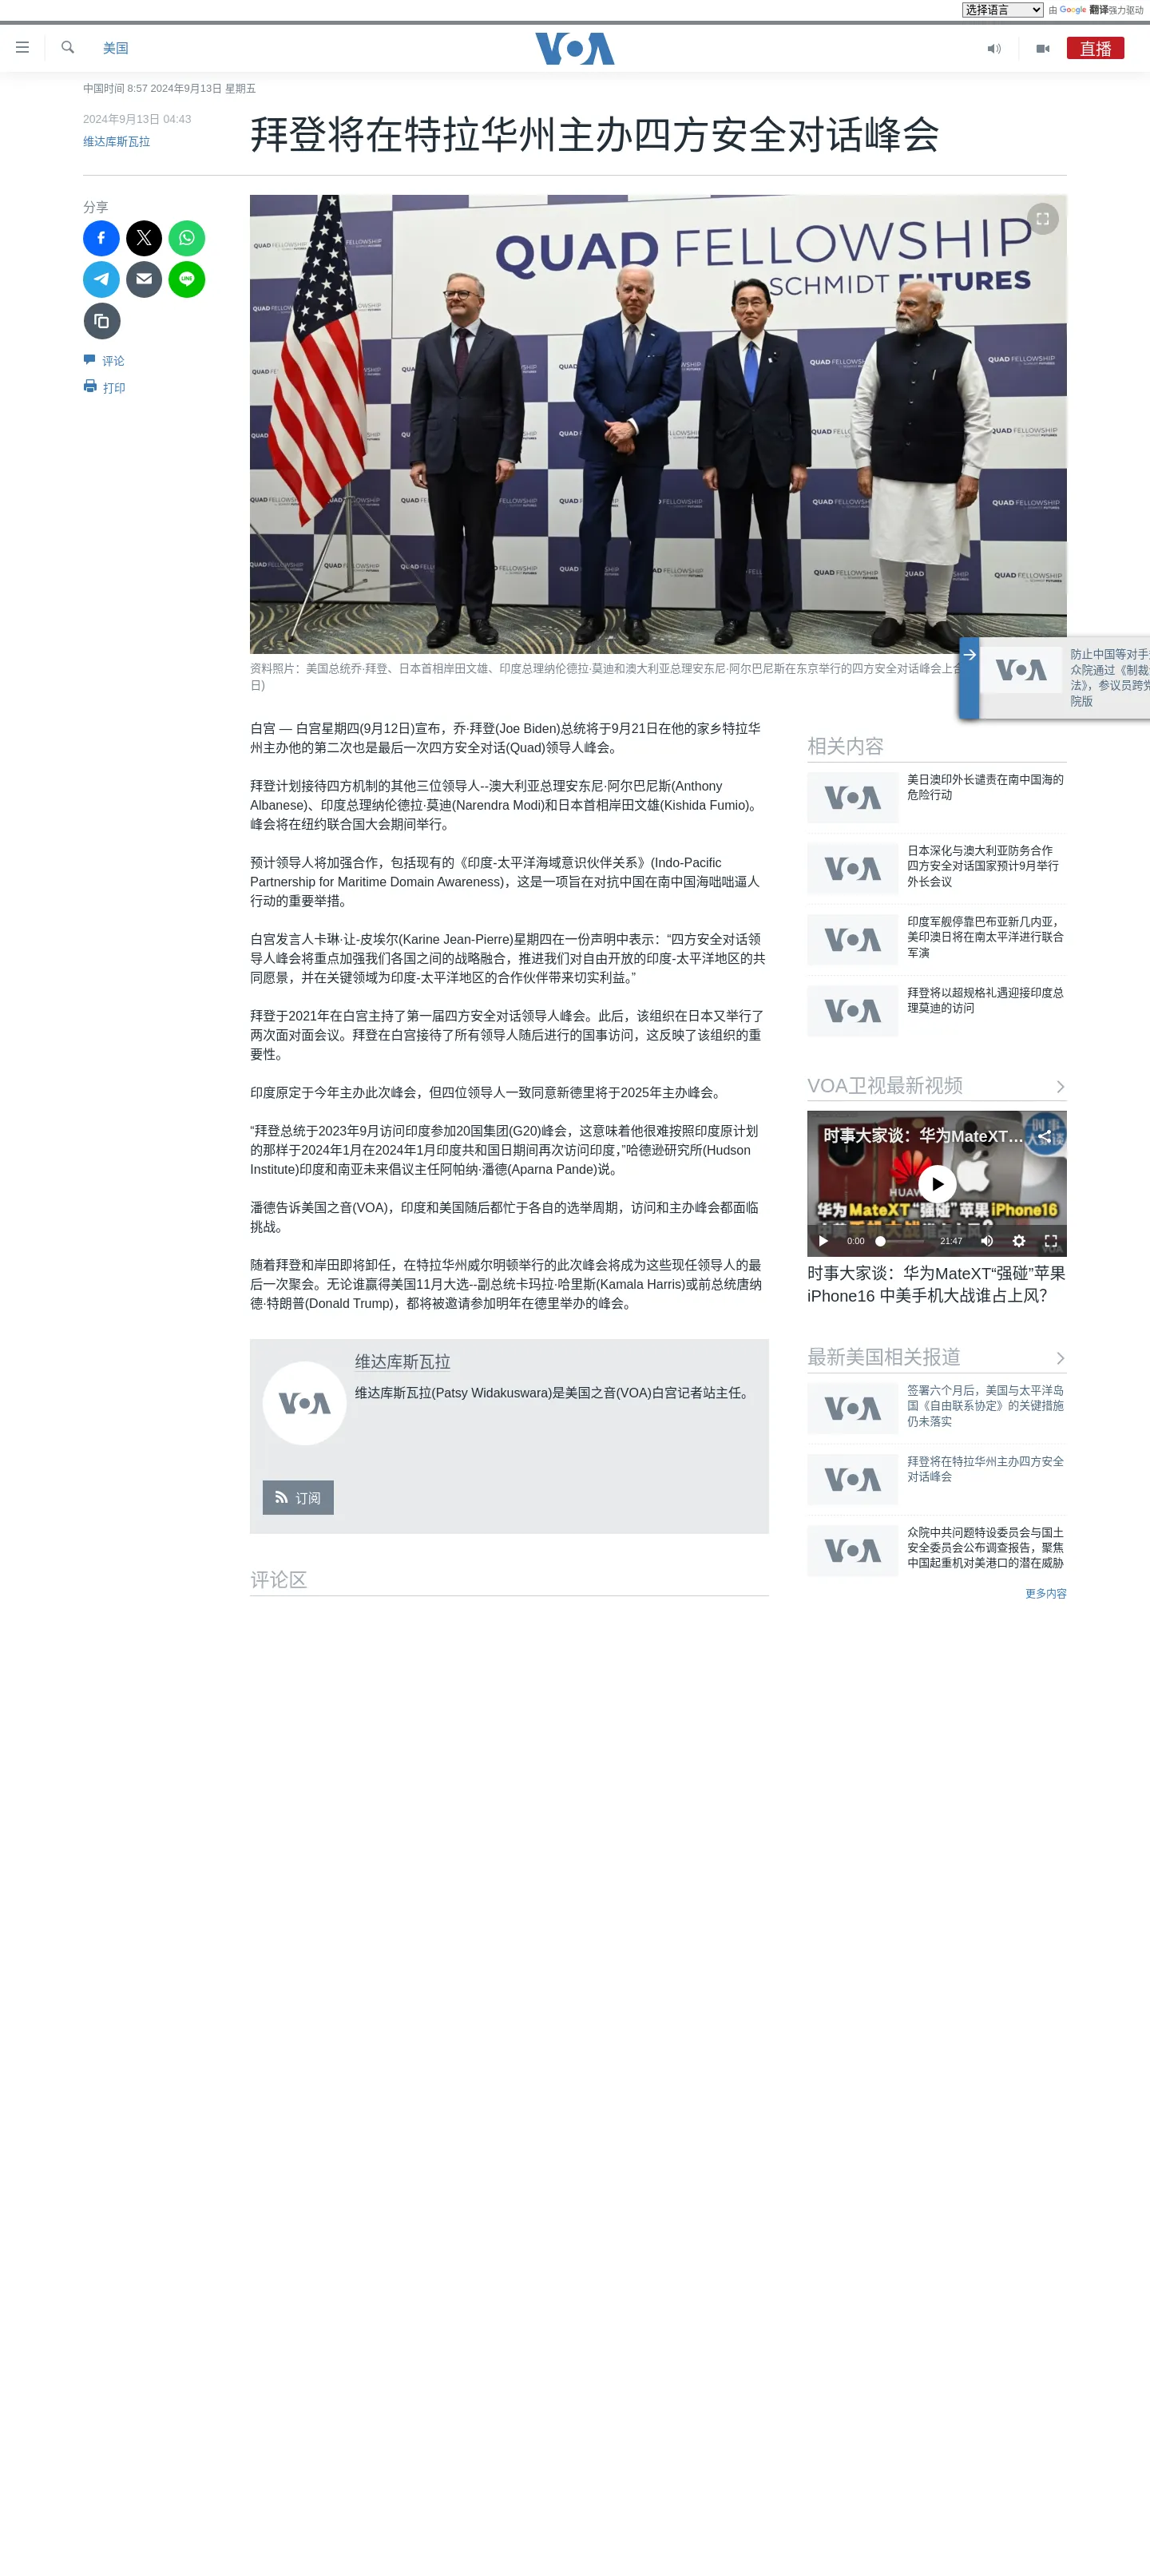 选择语言 由 Google 翻译强力驱动
美国
VOA
直播
中国时间 8:57 2024年9月13日 星期五
2024年9月13日 04:43
维达库斯瓦拉
拜登将在特拉华州主办四方安全对话峰会
分享
评论
打印
QUAD FELLOWSHIP
SCHMIDT FUTURES
资料照片：美国总统乔·拜登、日本首相岸田文雄、印度总理纳伦德拉·莫迪和澳大利亚总理安东尼·阿尔巴尼斯在东京举行的四方安全对话峰会上合
日)
防止中国等对手
众院通过《制裁
法》，参议员跨党
院版
白宫 — 白宫星期四(9月12日)宣布，乔·拜登(Joe Biden)总统将于9月21日在他的家乡特拉华
州主办他的第二次也是最后一次四方安全对话(Quad)领导人峰会。
拜登计划接待四方机制的其他三位领导人--澳大利亚总理安东尼·阿尔巴尼斯(Anthony
Albanese)、印度总理纳伦德拉·莫迪(Narendra Modi)和日本首相岸田文雄(Kishida Fumio)。
峰会将在纽约联合国大会期间举行。
预计领导人将加强合作，包括现有的《印度-太平洋海域意识伙伴关系》(Indo-Pacific
Partnership for Maritime Domain Awareness)，这是一项旨在对抗中国在南中国海咄咄逼人
行动的重要举措。
白宫发言人卡琳·让-皮埃尔(Karine Jean-Pierre)星期四在一份声明中表示：“四方安全对话领
导人峰会将重点加强我们各国之间的战略融合，推进我们对自由开放的印度-太平洋地区的共
同愿景，并在关键领域为印度-太平洋地区的合作伙伴带来切实利益。”
拜登于2021年在白宫主持了第一届四方安全对话领导人峰会。此后，该组织在日本又举行了
两次面对面会议。拜登在白宫接待了所有领导人随后进行的国事访问，这反映了该组织的重
要性。
印度原定于今年主办此次峰会，但四位领导人一致同意新德里将于2025年主办峰会。
“拜登总统于2023年9月访问印度参加20国集团(G20)峰会，这意味着他很难按照印度原计划
的那样于2024年1月在2024年1月印度共和国日期间再次访问印度，”哈德逊研究所(Hudson
Institute)印度和南亚未来倡议主任阿帕纳·潘德(Aparna Pande)说。
潘德告诉美国之音(VOA)，印度和美国随后都忙于各自的选举周期，访问和主办峰会都面临
挑战。
随着拜登和岸田即将卸任，在特拉华州威尔明顿举行的此次峰会将成为这些现任领导人的最
后一次聚会。无论谁赢得美国11月大选--副总统卡玛拉·哈里斯(Kamala Harris)或前总统唐纳
德·特朗普(Donald Trump)，都将被邀请参加明年在德里举办的峰会。
维达库斯瓦拉
维达库斯瓦拉(Patsy Widakuswara)是美国之音(VOA)白宫记者站主任。
VOA
订阅
评论区
相关内容
美日澳印外长谴责在南中国海的
危险行动
日本深化与澳大利亚防务合作
四方安全对话国家预计9月举行
外长会议
印度军舰停靠巴布亚新几内亚，
美印澳日将在南太平洋进行联合
军演
拜登将以超规格礼遇迎接印度总
理莫迪的访问
VOA卫视最新视频
时事大家谈：华为MateXT…
华为MateXT“强碰”苹果iPhone16
中美手机大战谁占上风?
0:00 21:47
时事大家谈：华为MateXT“强碰”苹果
iPhone16 中美手机大战谁占上风？
最新美国相关报道
签署六个月后，美国与太平洋岛
国《自由联系协定》的关键措施
仍未落实
拜登将在特拉华州主办四方安全
对话峰会
众院中共问题特设委员会与国土
安全委员会公布调查报告，聚焦
中国起重机对美港口的潜在威胁
更多内容